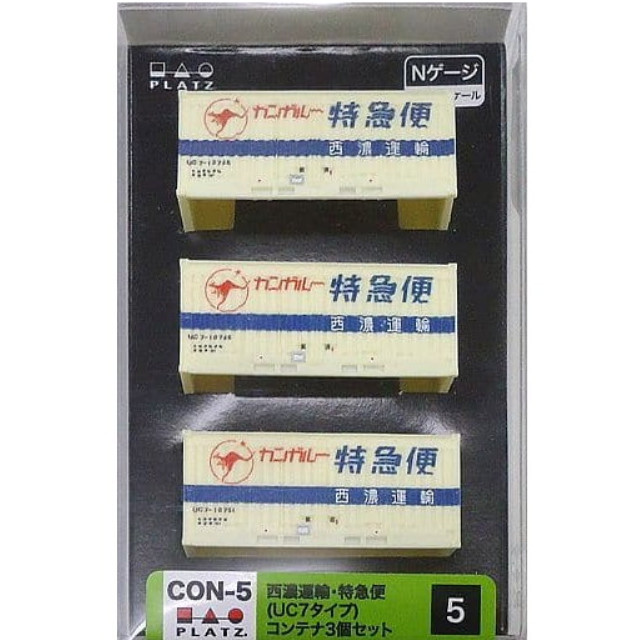 PLATZ
Nゲージ
ケール
カンガルー 特急便
西濃運輸
カンガルー 特急便
西濃運輸
カンガルー 特急便
西濃運輸
CON-5
PLATZ
西濃運輸・特急便
(UC7タイプ)
コンテナ3個セット
5